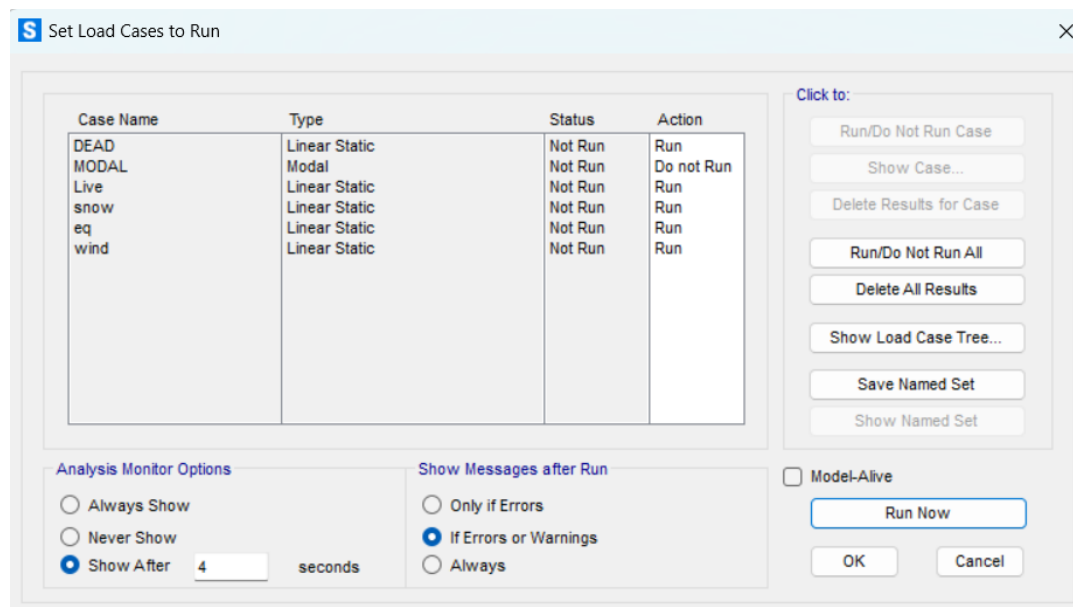 S Set Load Cases to Run
Click to:
Case Name Type Status Action
DEAD Linear Static Not Run Run
MODAL Modal Not Run Do not Run
Live Linear Static Not Run Run
snow Linear Static Not Run Run
eq Linear Static Not Run Run
wind Linear Static Not Run Run
Run/Do Not Run Case
Show Case...
Delete Results for Case
Run/Do Not Run All
Delete All Results
Show Load Case Tree...
Save Named Set
Show Named Set
Analysis Monitor Options
Always Show
Never Show
Show After 4 seconds
Show Messages after Run
Only if Errors
If Errors or Warnings
Always
Model-Alive
Run Now
OK Cancel